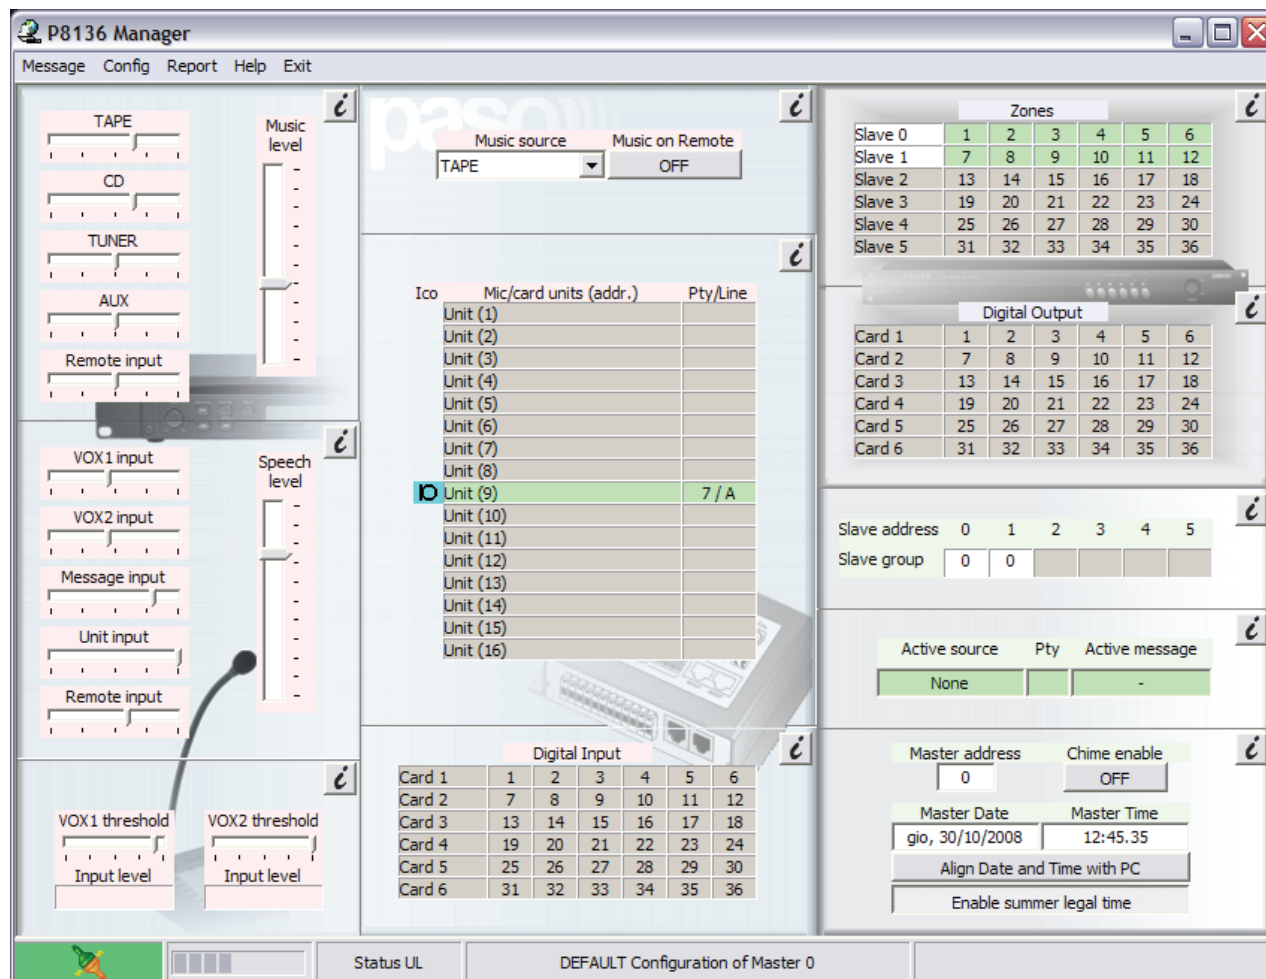 P8136 Manager
Message Config Report Help Exit
TAPE
CD
TUNER
AUX
Remote input
Music
level
VOX1 input
VOX2 input
Message input
Unit input
Remote input
Speech
level
VOX1 threshold VOX2 threshold
Input level Input level
paso
Music source Music on Remote
TAPE OFF
Ico Mic/card units (addr.) Pty/Line
Unit (1)
Unit (2)
Unit (3)
Unit (4)
Unit (5)
Unit (6)
Unit (7)
Unit (8)
Unit (9) 7 / A
Unit (10)
Unit (11)
Unit (12)
Unit (13)
Unit (14)
Unit (15)
Unit (16)
Digital Input
Card 1 1 2 3 4 5 6
Card 2 7 8 9 10 11 12
Card 3 13 14 15 16 17 18
Card 4 19 20 21 22 23 24
Card 5 25 26 27 28 29 30
Card 6 31 32 33 34 35 36
Zones
Slave 0 1 2 3 4 5 6
Slave 1 7 8 9 10 11 12
Slave 2 13 14 15 16 17 18
Slave 3 19 20 21 22 23 24
Slave 4 25 26 27 28 29 30
Slave 5 31 32 33 34 35 36
Digital Output
Card 1 1 2 3 4 5 6
Card 2 7 8 9 10 11 12
Card 3 13 14 15 16 17 18
Card 4 19 20 21 22 23 24
Card 5 25 26 27 28 29 30
Card 6 31 32 33 34 35 36
Slave address 0 1 2 3 4 5
Slave group 0 0
Active source Pty Active message
None -
Master address Chime enable
0 OFF
Master Date Master Time
gio, 30/10/2008 12:45.35
Align Date and Time with PC
Enable summer legal time
Status UL DEFAULT Configuration of Master 0